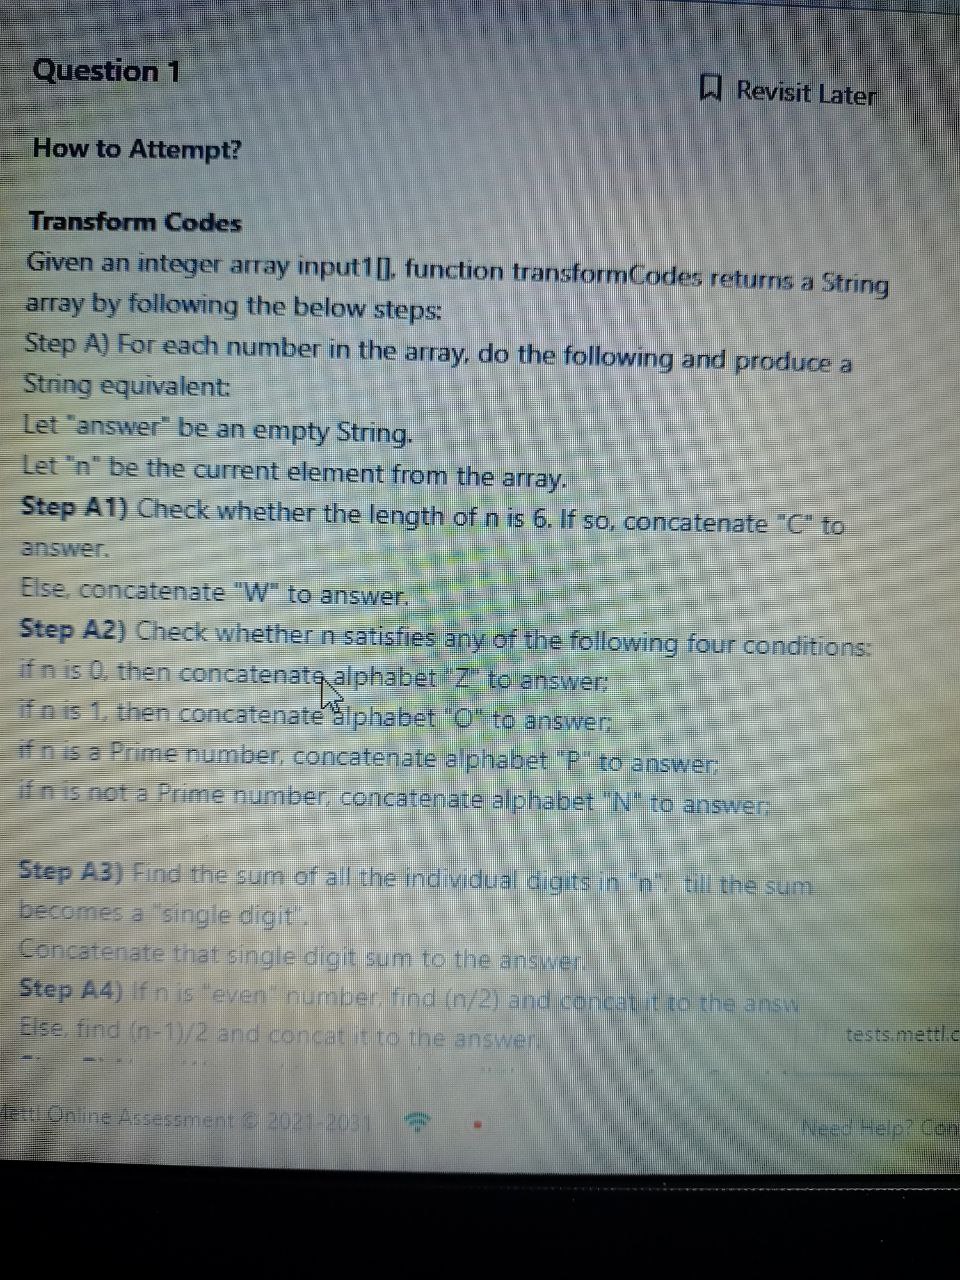 Question 1
Revisit Later
How to Attempt?
Transform Codes
Given an integer array input1[], function transformCodes returns a String
array by following the below steps:
Step A) For each number in the array, do the following and produce a
String equivalent:
Let "answer" be an empty String.
Let "n" be the current element from the array.
Step A1) Check whether the length of n is 6. If so, concatenate "C" to
answer.
Else, concatenate "W" to answer.
Step A2) Check whether n satisfies any of the following four conditions:
if n is 0, then concatenate alphabet "Z" to answer;
if n is 1, then concatenate alphabet "O" to answer;
if n is a Prime number, concatenate alphabet "P" to answer;
if n is not a Prime number, concatenate alphabet "N" to answer;
Step A3) Find the sum of all the individual digits in "n", till the sum
becomes a "single digit".
Concatenate that single digit sum to the answer.
Step A4) If n is "even" number, find (n/2) and concat it to the answ
Else, find (n-1)/2 and concat it to the answer.
tests.mettl.c
Mettl Online Assessment © 2021-2031
Need Help? Con